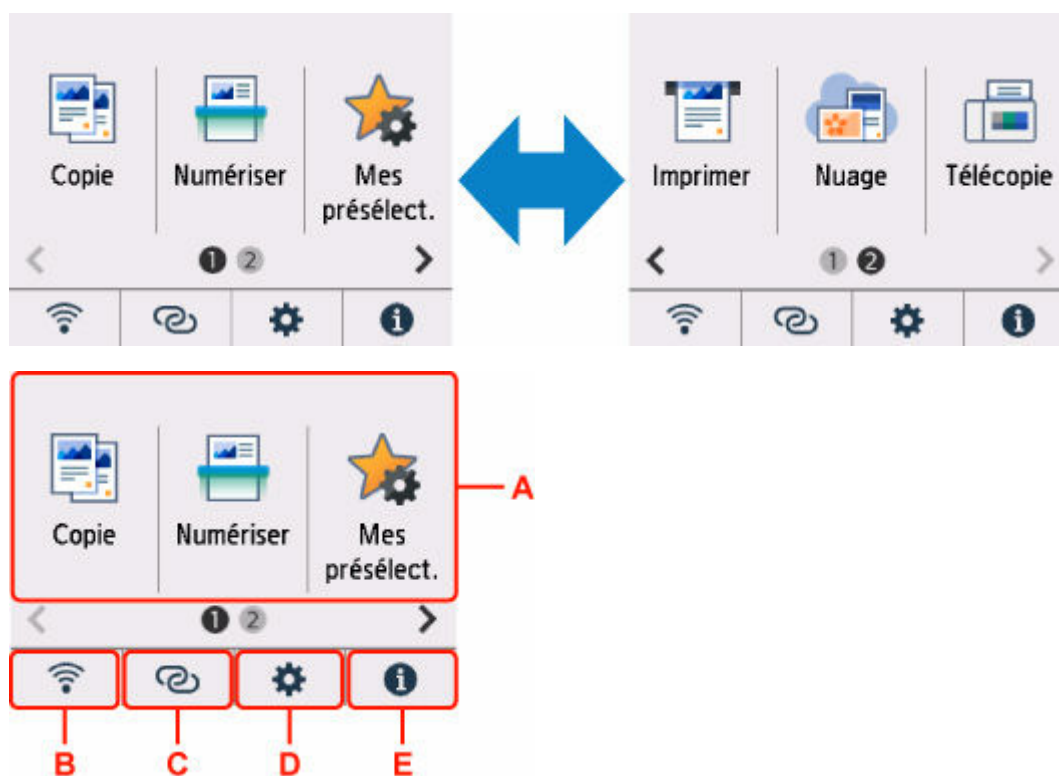 Copie
Numériser
Mes
présélect.
1 2
Imprimer
Nuage
Télécopie
1 2
Copie
Numériser
Mes
présélect.
A
1 2
B
C
D
E